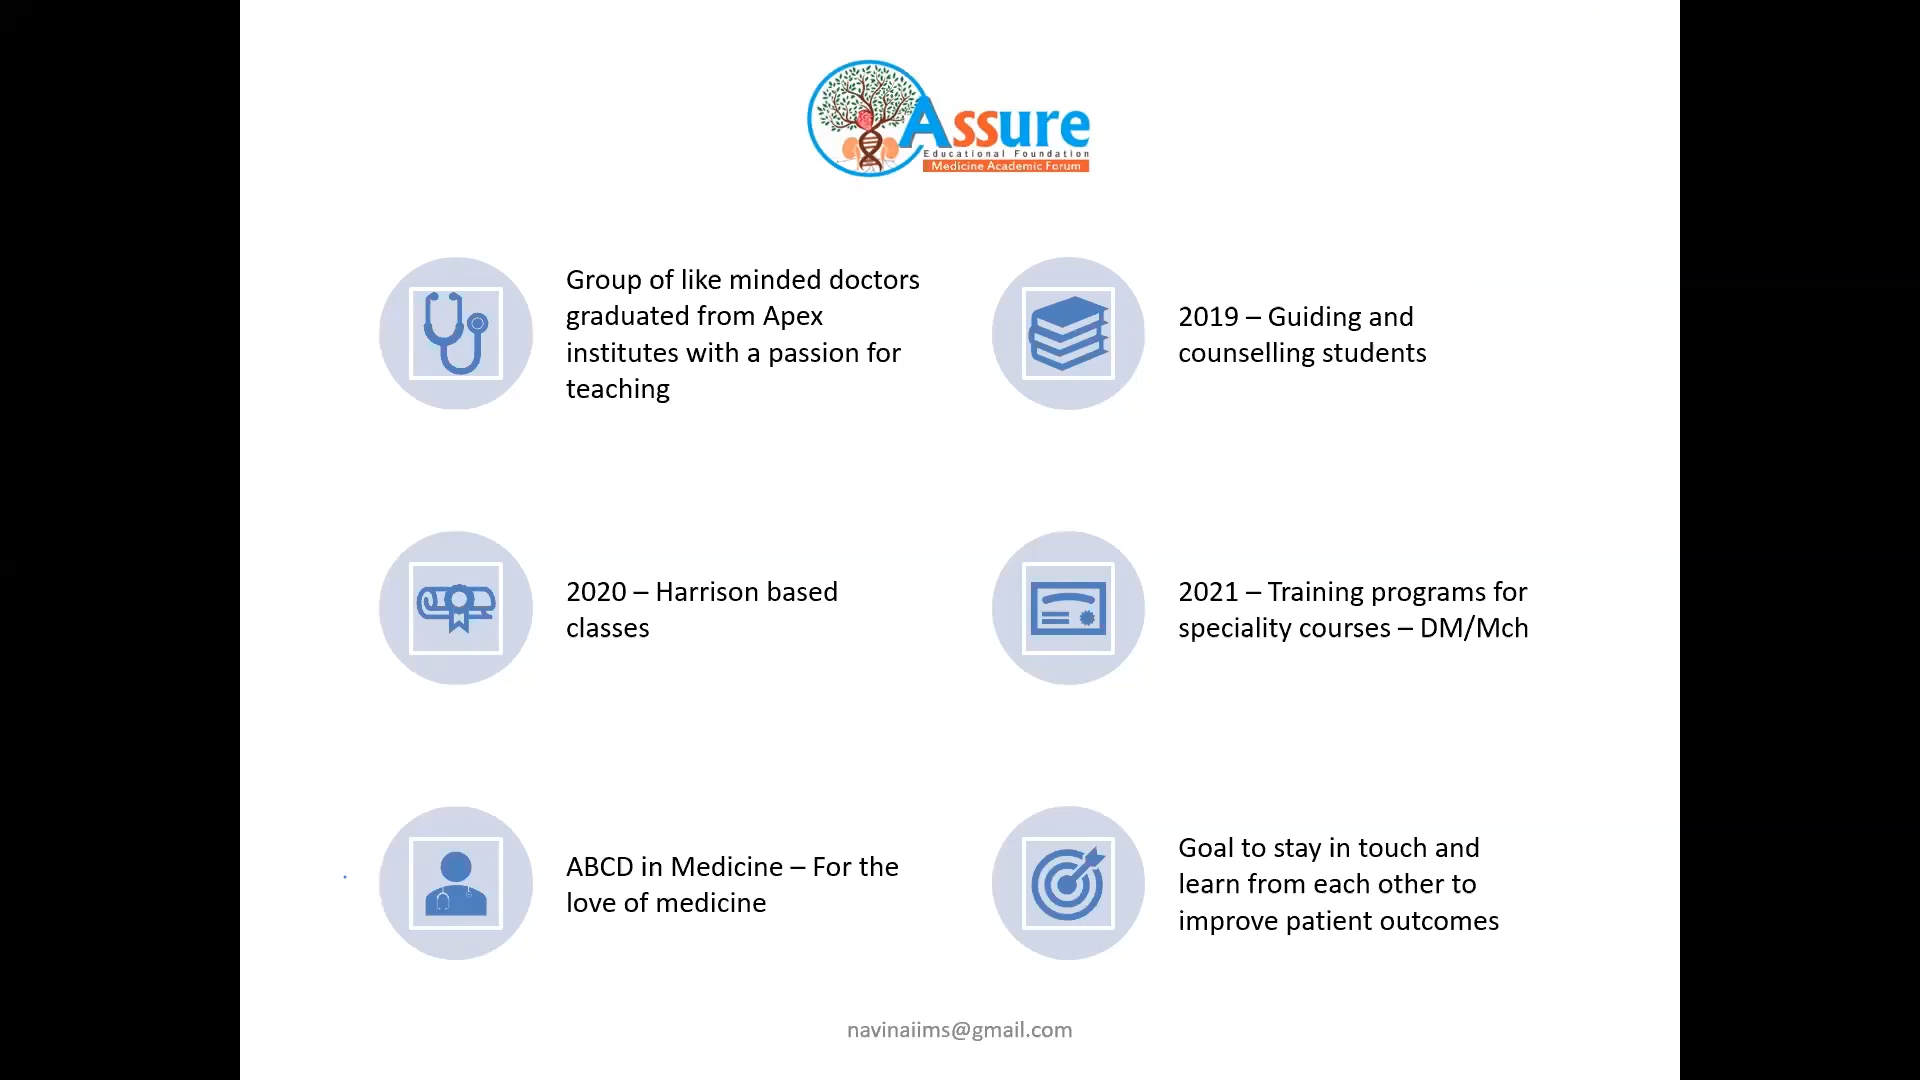 Assure
Educational Foundation
Medicine Academic Forum
Group of like minded doctors
graduated from Apex
institutes with a passion for
teaching
2019 – Guiding and
counselling students
2020 – Harrison based
classes
2021 – Training programs for
speciality courses – DM/Mch
ABCD in Medicine – For the
love of medicine
Goal to stay in touch and
learn from each other to
improve patient outcomes
navinaiims@gmail.com